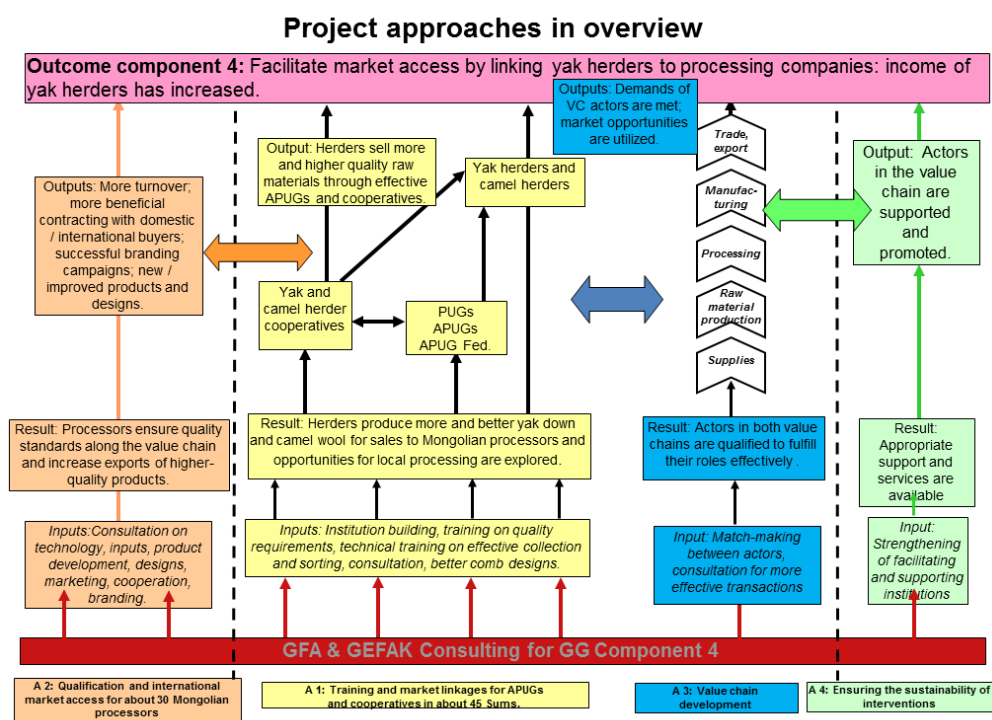 Project approaches in overview
Outcome component 4: Facilitate market access by linking yak herders to processing companies: income of
yak herders has increased.
Outputs: More turnover;
more beneficial
contracting with
domestic
/ international
buyers;
successful branding
campaigns; new /
improved products
and
designs.
Result: Processors ensure quality
standards along the value chain
and increase exports of higher-
quality products.
Inputs:Consultation on
technology, inputs, product
development, designs,
marketing, cooperation,
branding.
Output: Herders sell more
and higher quality raw
materials through effective
APUGs and cooperatives.
Yak herders and
camel herders
Yak and
camel herder
cooperatives
PUGs
APUGs
APUG Fed.
Result: Herders produce more and better yak down
and camel wool for sales to Mongolian processors and
opportunities for local processing are explored.
Inputs: Institution building, training on quality
requirements, technical training on effective collection
and sorting, consultation, better comb designs.
Outputs: Demands of
VC actors are met;
market opportunities
are utilized.
Trade,
export
Manufac-
turing
Processing
Raw
material
production
Supplies
Result: Actors in both value
chains are qualified to fulfill
their roles effectively .
Input: Match-making
between actors,
consultation for more
effective transactions
Output: Actors
in the value
chain are
supported
and
promoted.
Result:
Appropriate
support and
services are
available
Input:
Strengthening
of facilitating
and supporting
institutions
GFA & GEFAK Consulting for GG Component 4
A 2: Qualification and international
market access for about 30 Mongolian
processors
A 1: Training and market linkages for APUGs
and cooperatives in about 45 Sums.
A 3: Value chain
development
A 4: Ensuring the sustainability of
interventions